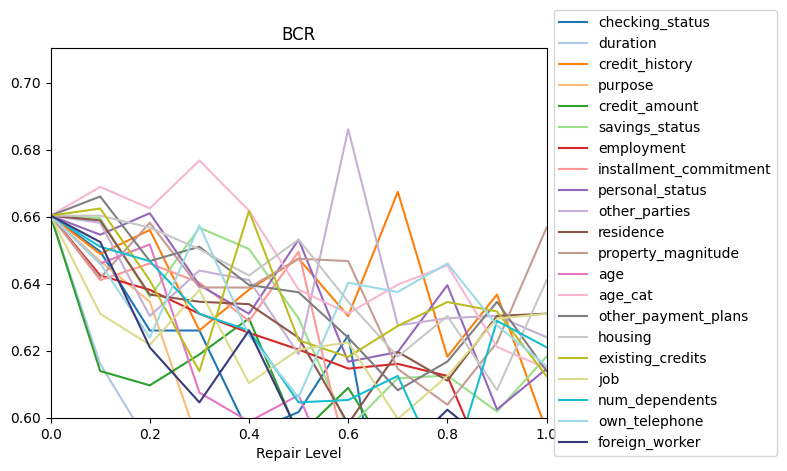 BCR
0.70
0.68
0.66
0.64
0.62
0.60
0.0
0.2
0.4
0.6
0.8
1.0
Repair Level
checking_status
duration
credit_history
purpose
credit_amount
savings_status
employment
installment_commitment
personal_status
other_parties
residence
property_magnitude
age
age_cat
other_payment_plans
housing
existing_credits
job
num_dependents
own_telephone
foreign_worker